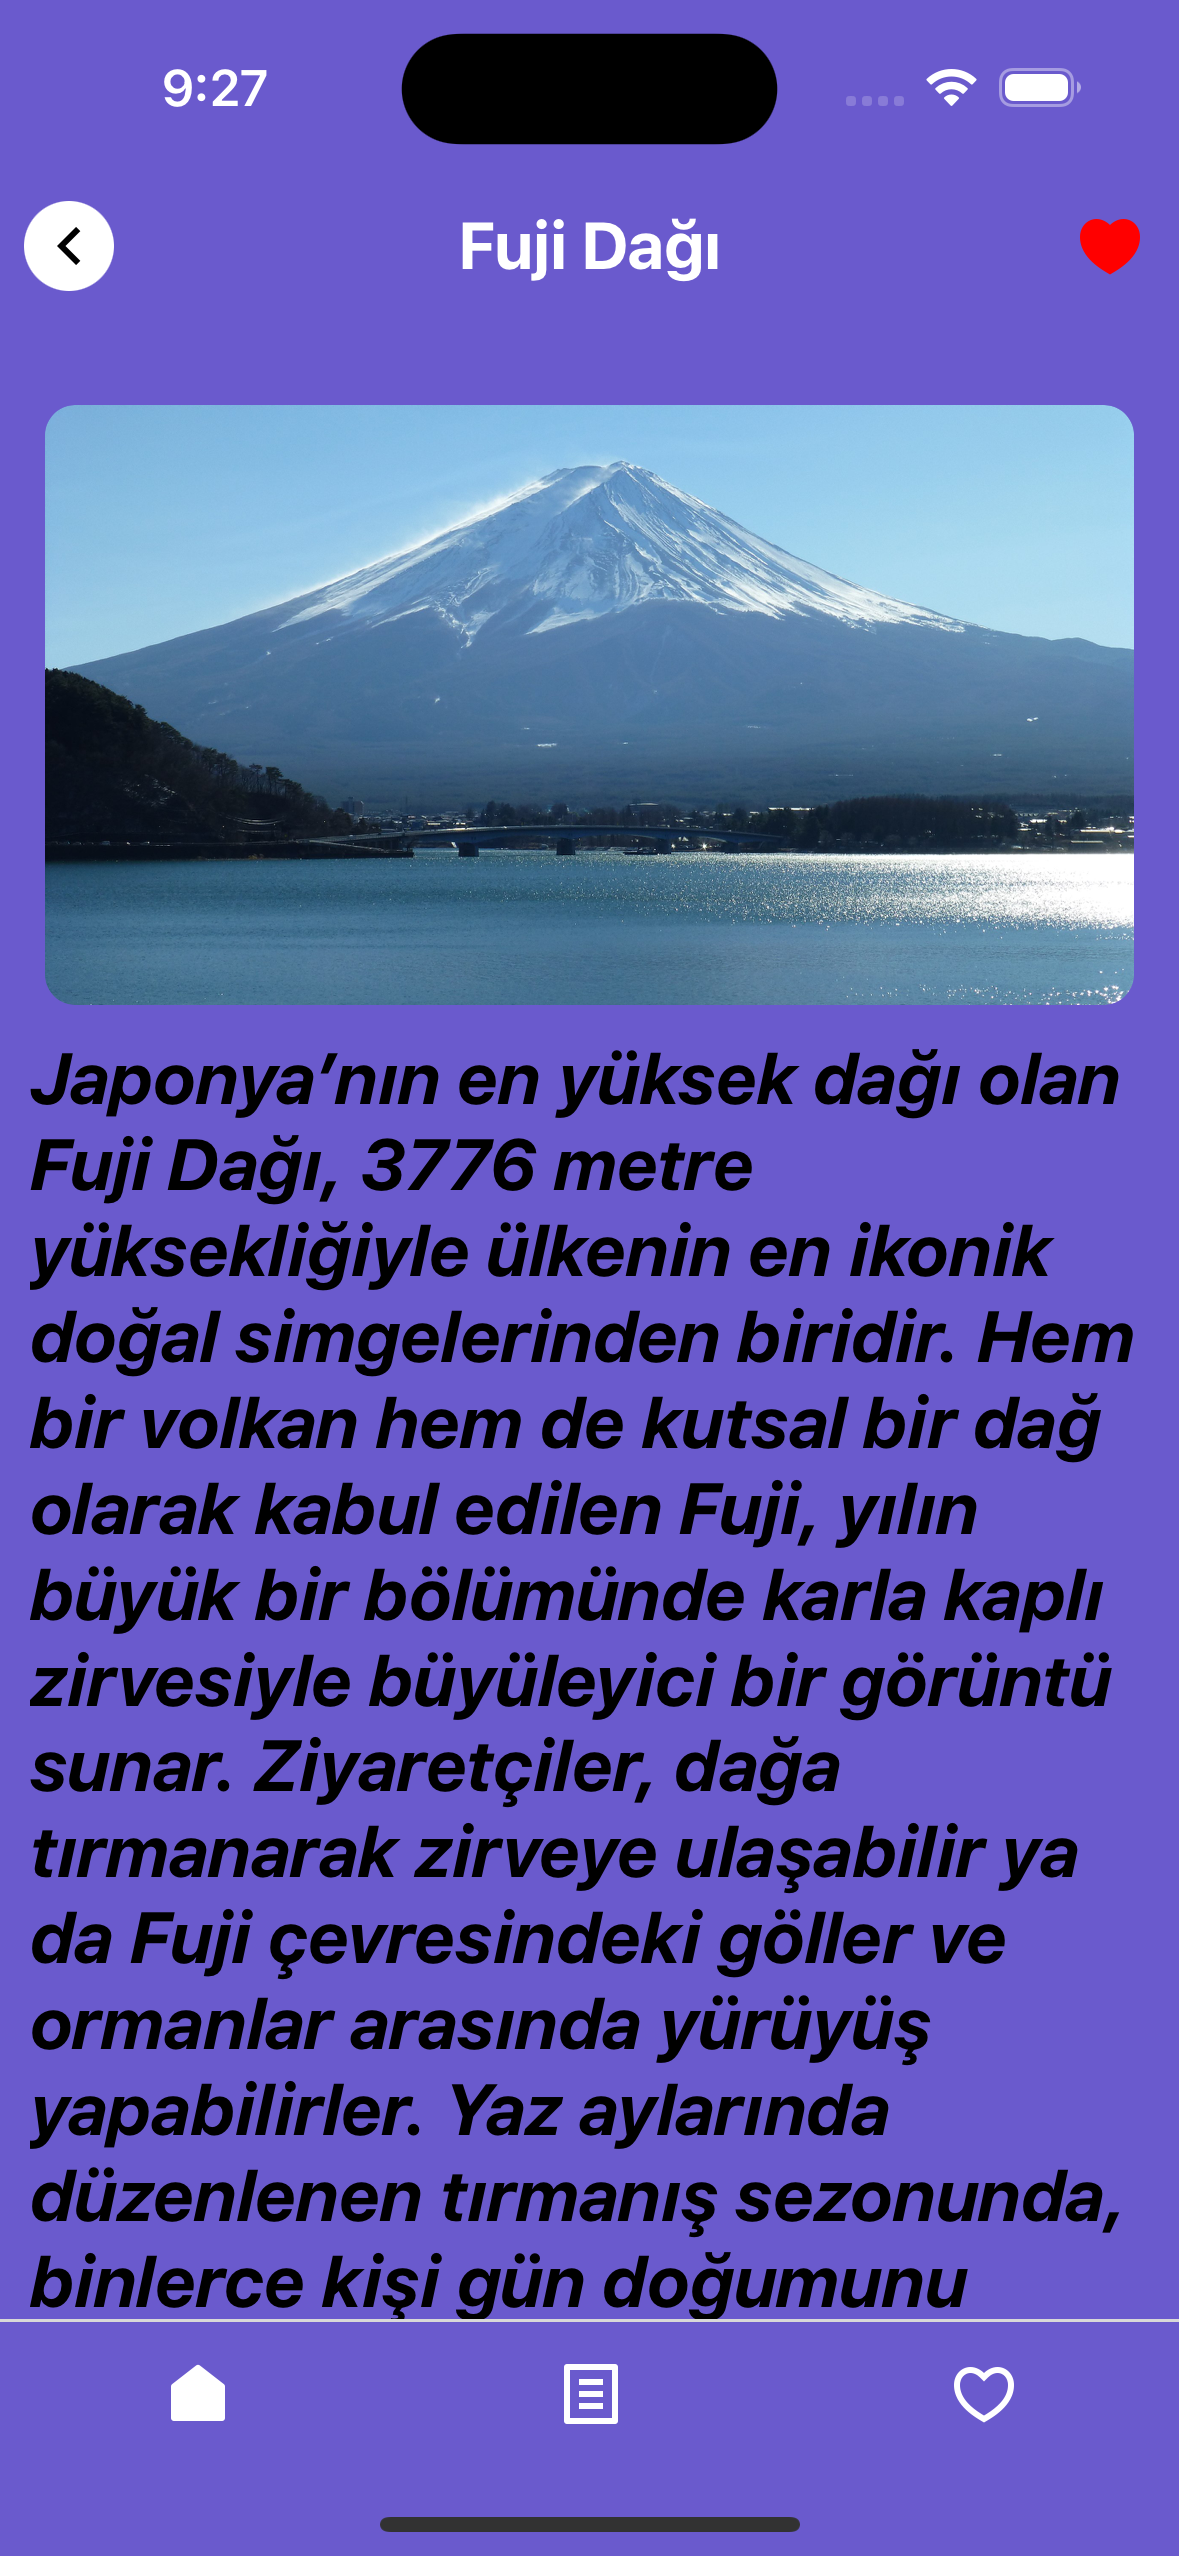 9:27
Fuji Dağı
Japonya’nın en yüksek dağı olan
Fuji Dağı, 3776 metre
yüksekliğiyle ülkenin en ikonik
doğal simgelerinden biridir. Hem
bir volkan hem de kutsal bir dağ
olarak kabul edilen Fuji, yılın
büyük bir bölümünde karla kaplı
zirvesiyle büyüleyici bir görüntü
sunar. Ziyaretçiler, dağa
tırmanarak zirveye ulaşabilir ya
da Fuji çevresindeki göller ve
ormanlar arasında yürüyüş
yapabilirler. Yaz aylarında
düzenlenen tırmanış sezonunda,
binlerce kişi gün doğumunu